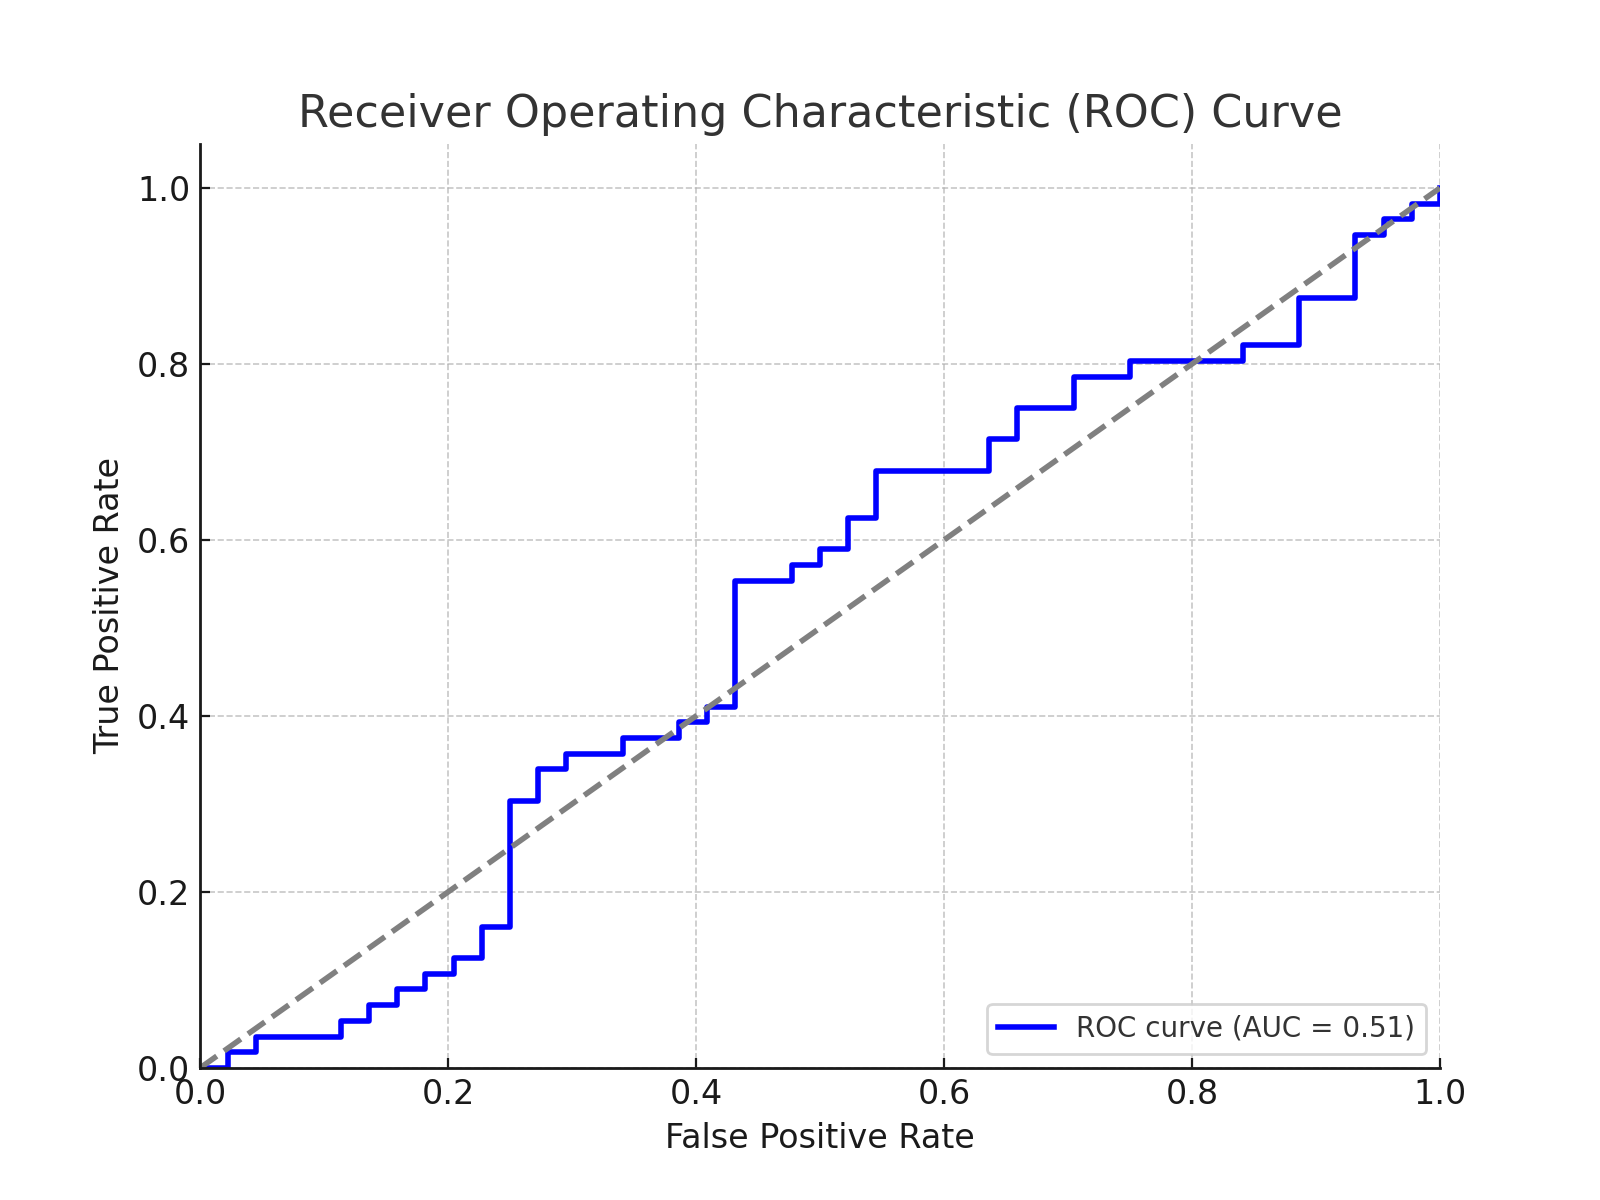 Receiver Operating Characteristic (ROC) Curve
1.0
0.8
0.6
0.4
0.2
0.0
True Positive Rate
ROC curve (AUC = 0.51)
0.0 0.2 0.4 0.6 0.8 1.0
False Positive Rate